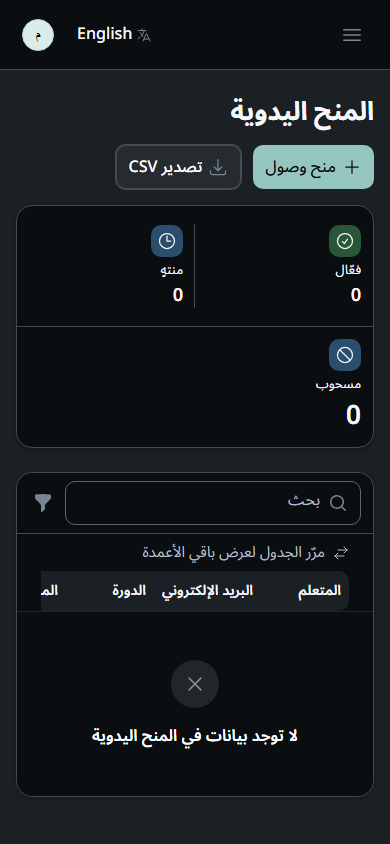 م
English
المنح اليدوية
منح وصول
تصدير CSV
فعّال
0
منتهٍ
0
مسحوب
0
بحث
مرّر الجدول لعرض باقي الأعمدة
المتعلم البريد الإلكتروني الدورة المـ
لا توجد بيانات في المنح اليدوية